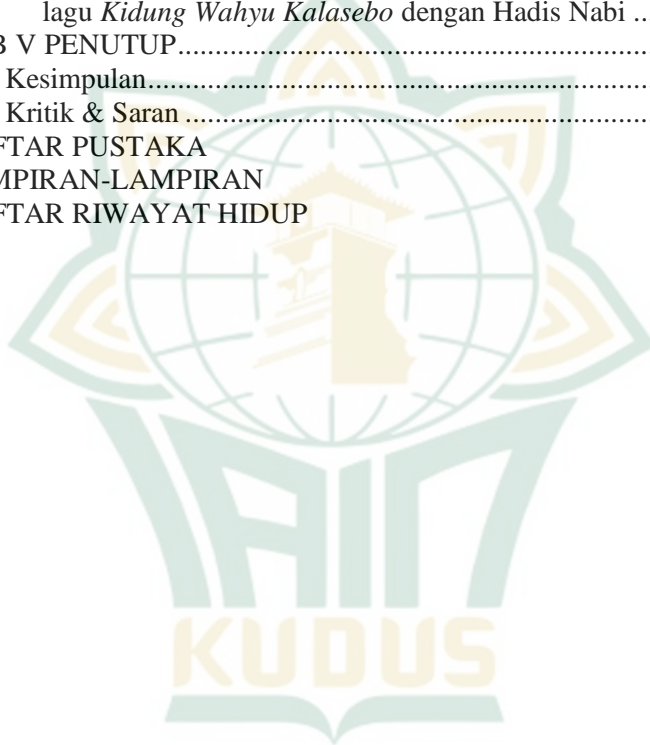 lagu Kidung Wahyu Kalasebo dengan Hadis Nabi ..
B V PENUTUP..............................................................
Kesimpulan..............................................................
Kritik & Saran..............................................................
FTAR PUSTAKA
MPIRAN-LAMPIRAN
FTAR RIWAYAT HIDUP
IAIN
KUDUS